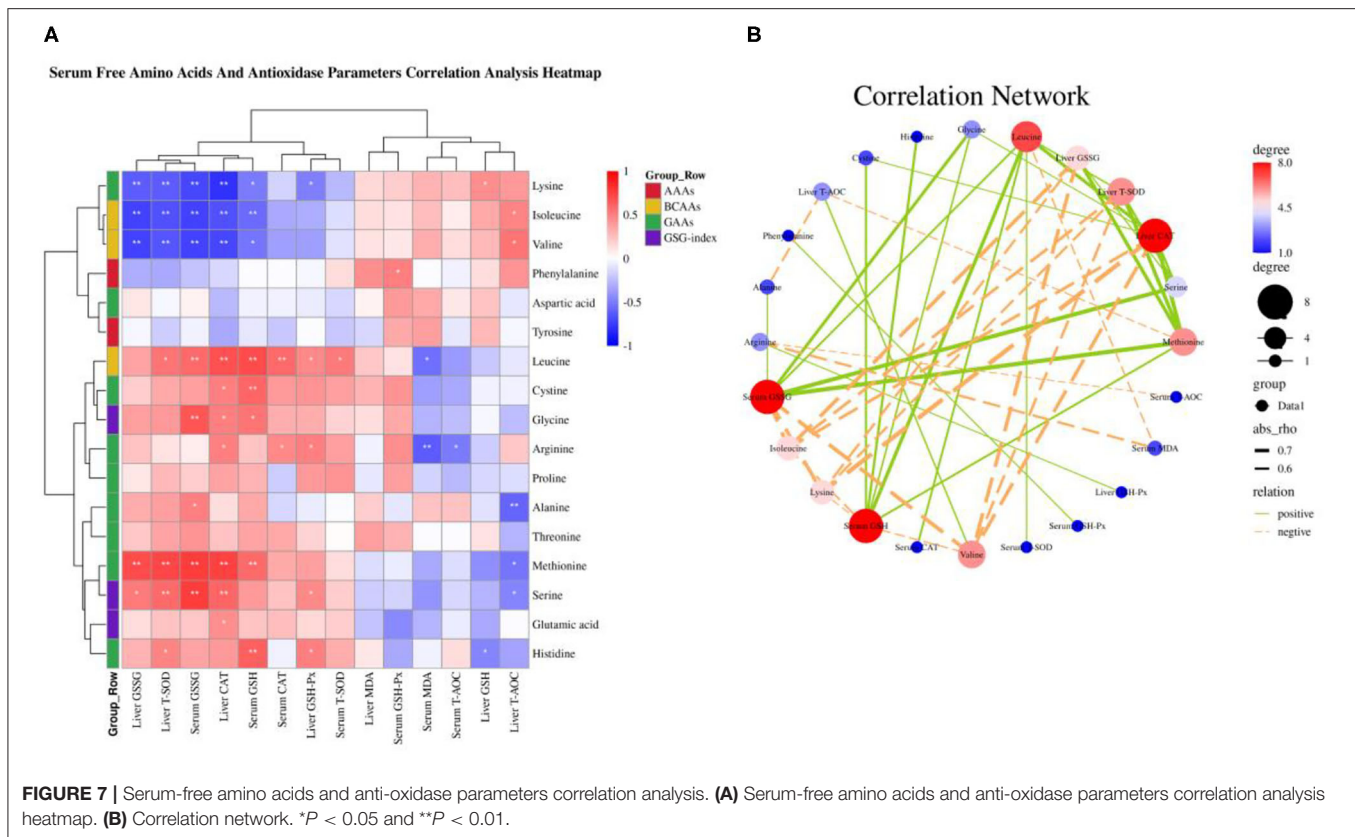 A
Serum Free Amino Acids And Antioxidase Parameters Correlation Analysis Heatmap
** ** ** ** * * * Lysine
** ** ** ** ** * Isoleucine
** ** ** ** * * Valine
* Phenylalanine
Aspartic acid
Tyrosine
* ** ** ** ** * * * Leucine
* ** Cystine
** * * Glycine
* * * ** * Arginine
Proline
* ** Alanine
Threonine
** ** ** ** ** * Methionine
* ** ** ** * * Serine
* Glutamic acid
* ** * * Histidine
Group_Row
Liver GSSG
Liver T-SOD
Serum GSSG
Liver CAT
Serum GSH
Serum CAT
Liver GSH-Px
Serum T-SOD
Liver MDA
Serum GSH-Px
Serum MDA
Serum T-AOC
Liver GSH
Liver T-AOC
1
0.5
0
-0.5
-1
Group_Row
AAAs
BCAAs
GAAs
GSG-index
B
Correlation Network
Histidine
Glycine
Leucine
Cystine
Liver GSSG
Liver T-AOC
Liver T-SOD
Phenylalanine
Liver CAT
Alanine
Serine
Arginine
Methionine
Serum GSSG
Serum T-AOC
Isoleucine
Serum MDA
Lysine
Liver GSH-Px
Serum GSH
Serum GSH-Px
Serum CAT
Valine
Serum T-SOD
degree
8.0
4.5
1.0
degree
8
4
1
group
Data1
abs_rho
0.7
0.6
relation
positive
negtive
FIGURE 7 | Serum-free amino acids and anti-oxidase parameters correlation analysis. (A) Serum-free amino acids and anti-oxidase parameters correlation analysis
heatmap. (B) Correlation network. *P < 0.05 and **P < 0.01.